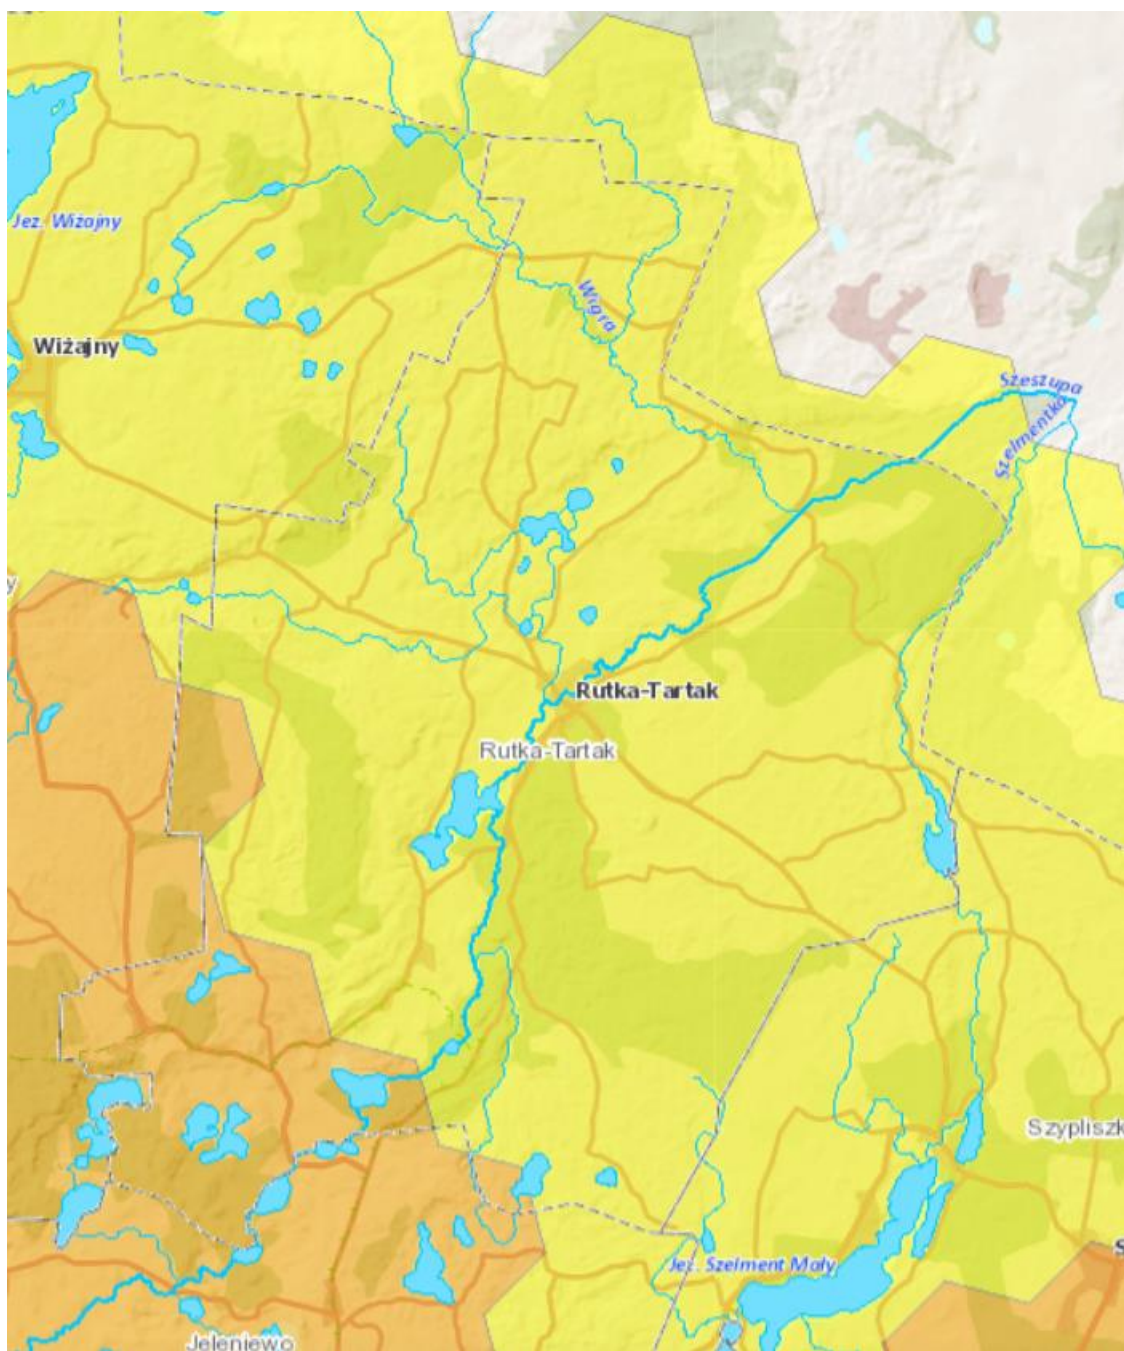 Jez. Wiżajny
Wigra
Wiżajny
Szeszupa
Szelmentka
y
Rutka-Tartak
Rutka-Tartak
Szypliszk
S
Jez. Szelment Mały
Jeleniewo